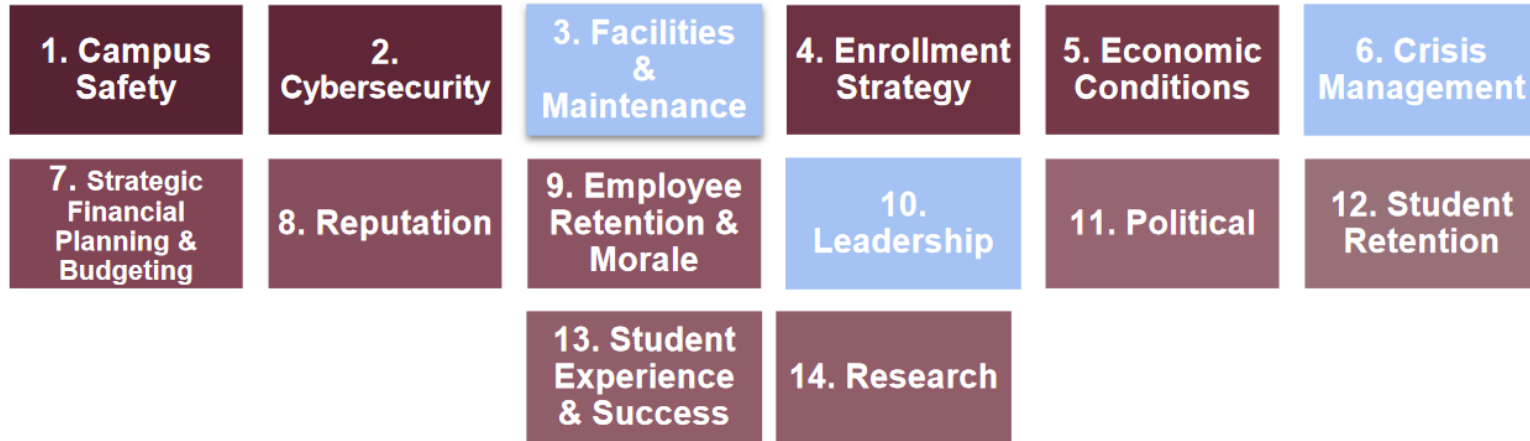 1. Campus
Safety
2.
Cybersecurity
3. Facilities
&
Maintenance
4. Enrollment
Strategy
5. Economic
Conditions
6. Crisis
Management
7. Strategic
Financial
Planning &
Budgeting
8. Reputation
9. Employee
Retention &
Morale
10.
Leadership
11. Political
12. Student
Retention
13. Student
Experience
& Success
14. Research